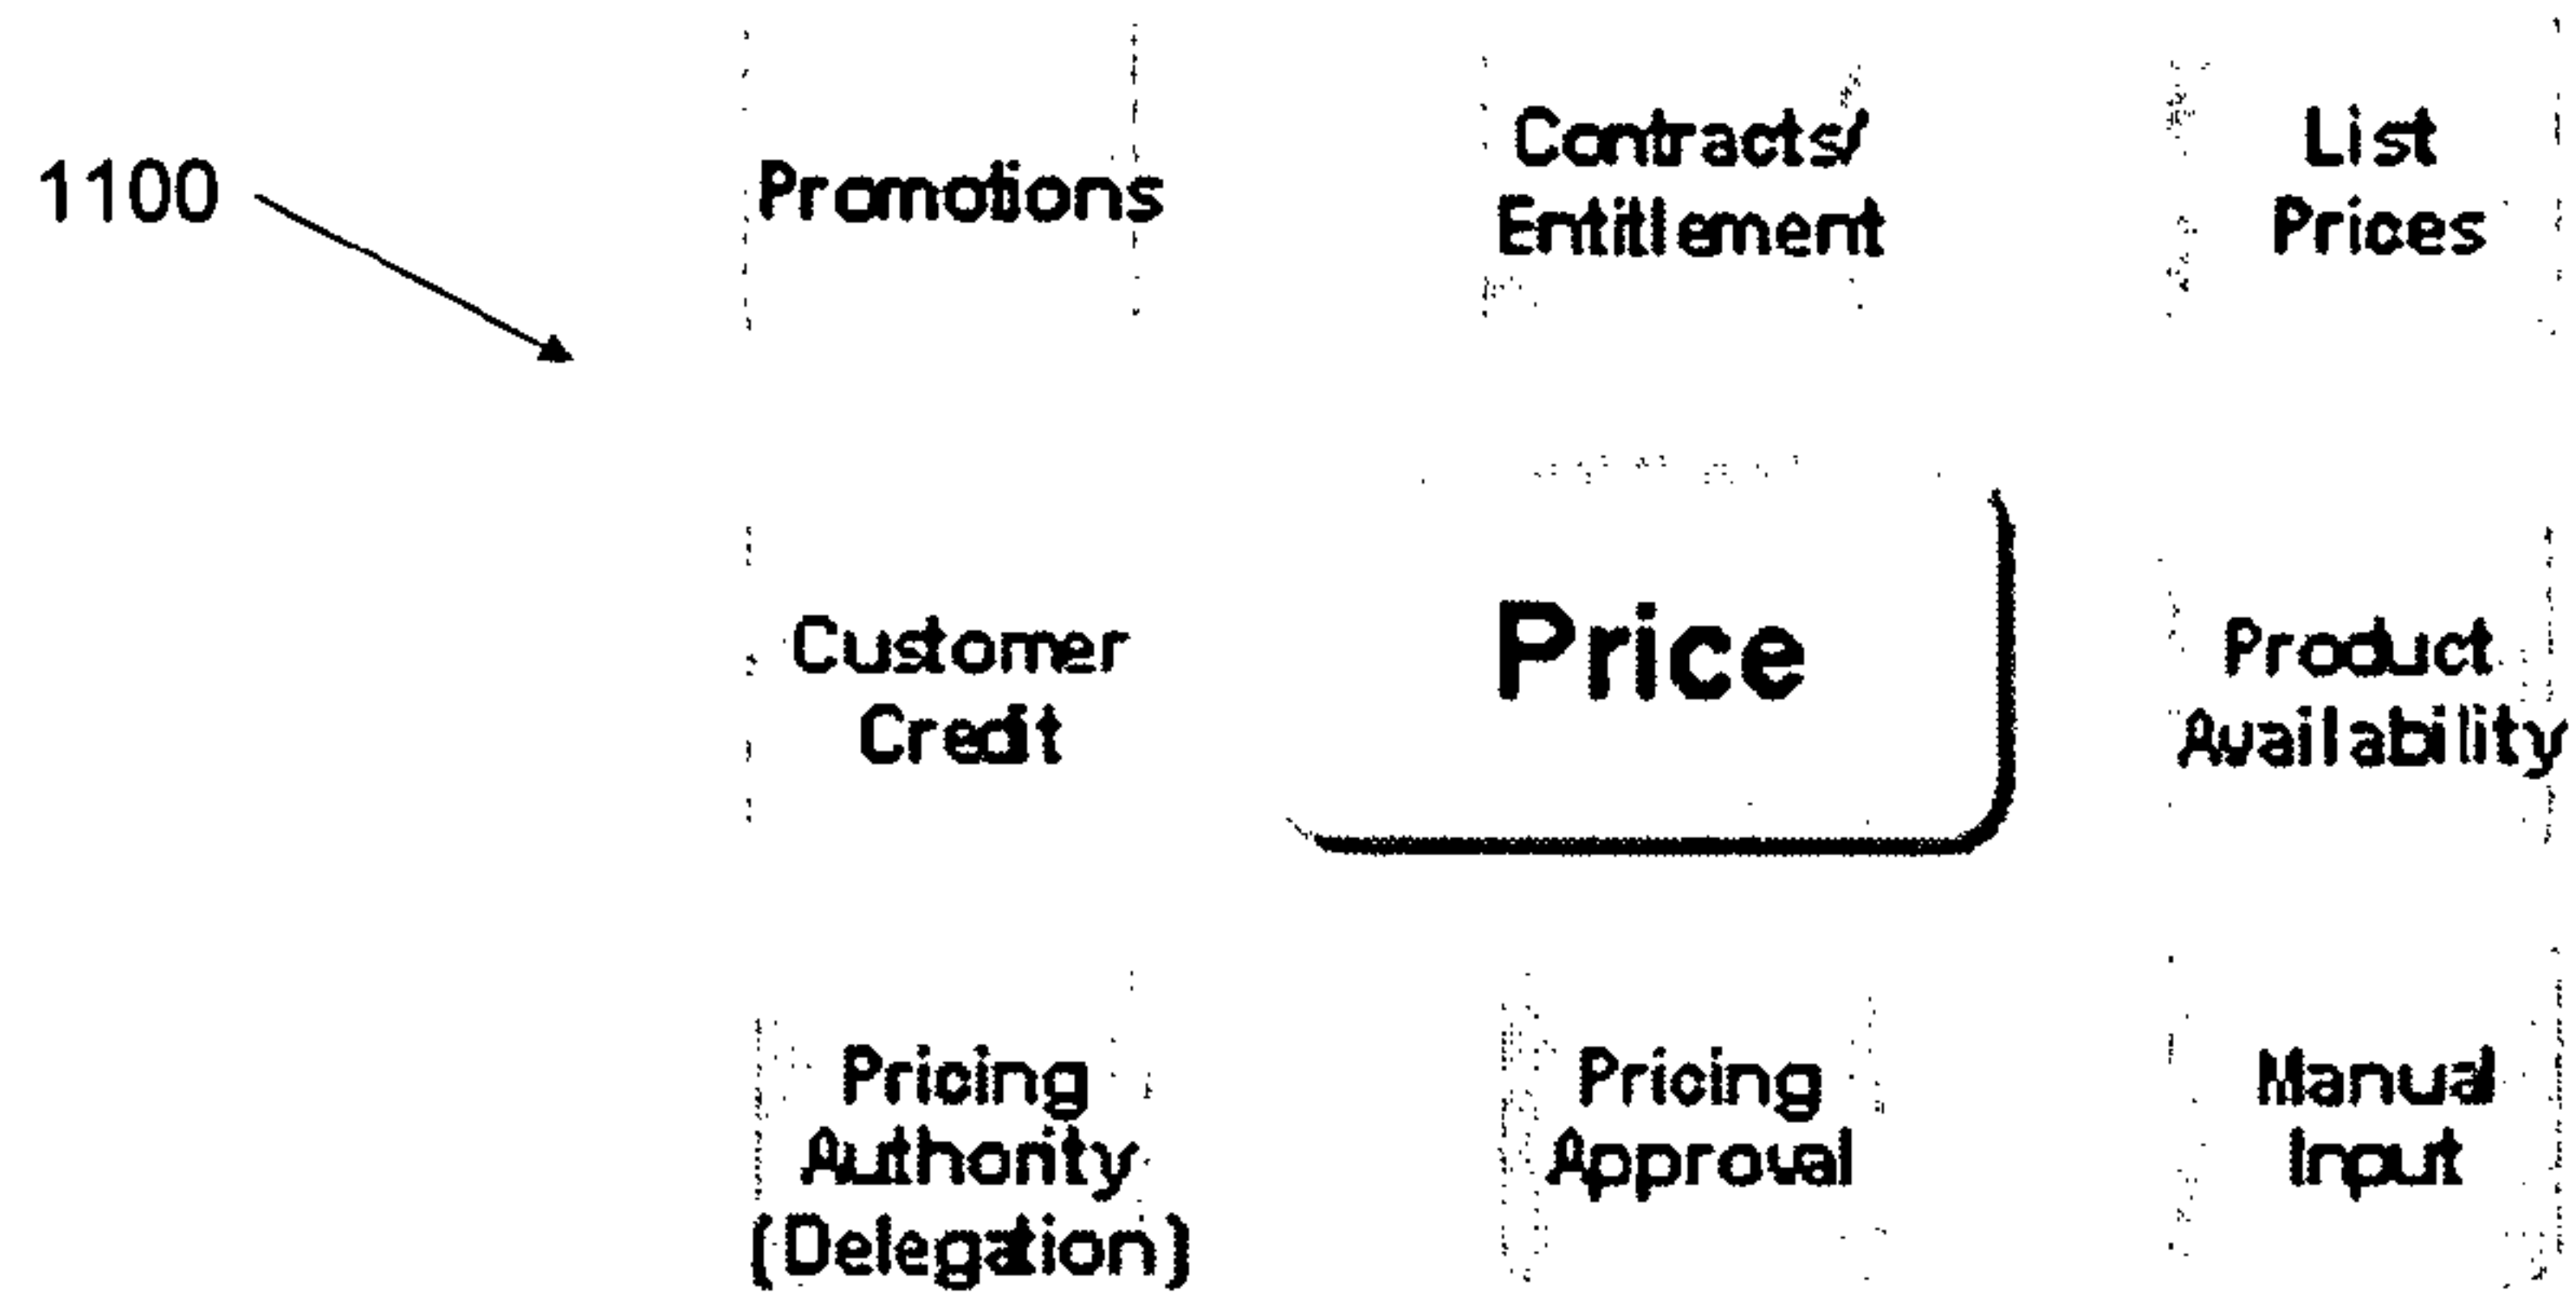 1100
Promotions
Contracts/
Entitlement
List
Prices
Customer
Credit
Price
Product
Availability
Pricing
Authority
(Delegation)
Pricing
Approval
Manual
Input